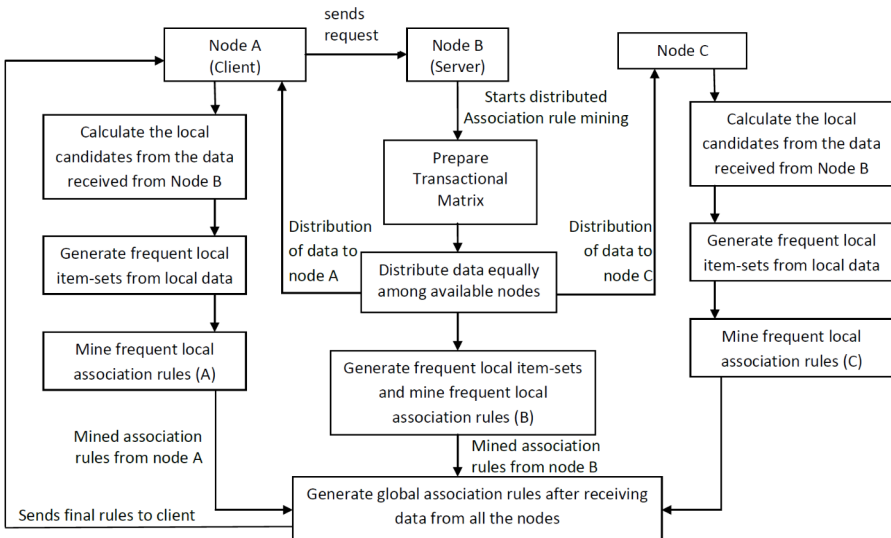 sends
request
Node A
(Client)
Node B
(Server)
Node C
Starts distributed
Association rule mining
Calculate the local
candidates from the data
received from Node B
Prepare
Transactional
Matrix
Calculate the local
candidates from the data
received from Node B
Distribution
of data to
node A
Distribution
of data to
node C
Generate frequent local
item-sets from local data
Distribute data equally
among available nodes
Generate frequent local
item-sets from local data
Mine frequent local
association rules (A)
Generate frequent local item-sets
and mine frequent local
association rules (B)
Mine frequent local
association rules (C)
Mined association
rules from node A
Mined association
rules from node B
Generate global association rules after receiving
data from all the nodes
Sends final rules to client